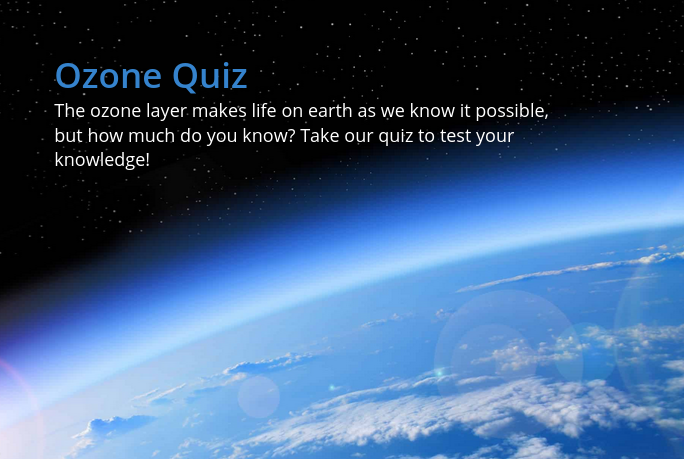 Ozone Quiz
The ozone layer makes life on earth as we know it possible,
but how much do you know? Take our quiz to test your
knowledge!